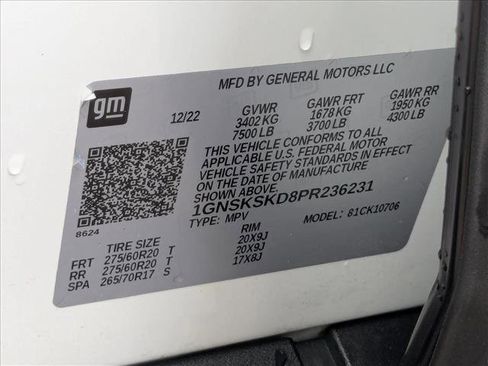 MFD BY GENERAL MOTORS LLC
gm
12/22 GVWR GAWR FRT GAWR RR
3402 KG 1678 KG 1950 KG
7500 LB 3700 LB 4300 LB
THIS VEHICLE CONFORMS TO ALL
APPLICABLE U.S. FEDERAL MOTOR
VEHICLE SAFETY STANDARDS IN EFFECT
ON THE DATE OF MANUFACTURE
SHOWN ABOVE.
1GNSKSKD8PR236231
8624
TYPE: MPV MODEL: 81CK10706
TIRE SIZE RIM
FRT 275/60R20 T 20X9J
RR 275/60R20 T 20X9J
SPA 265/70R17 S 17X8J